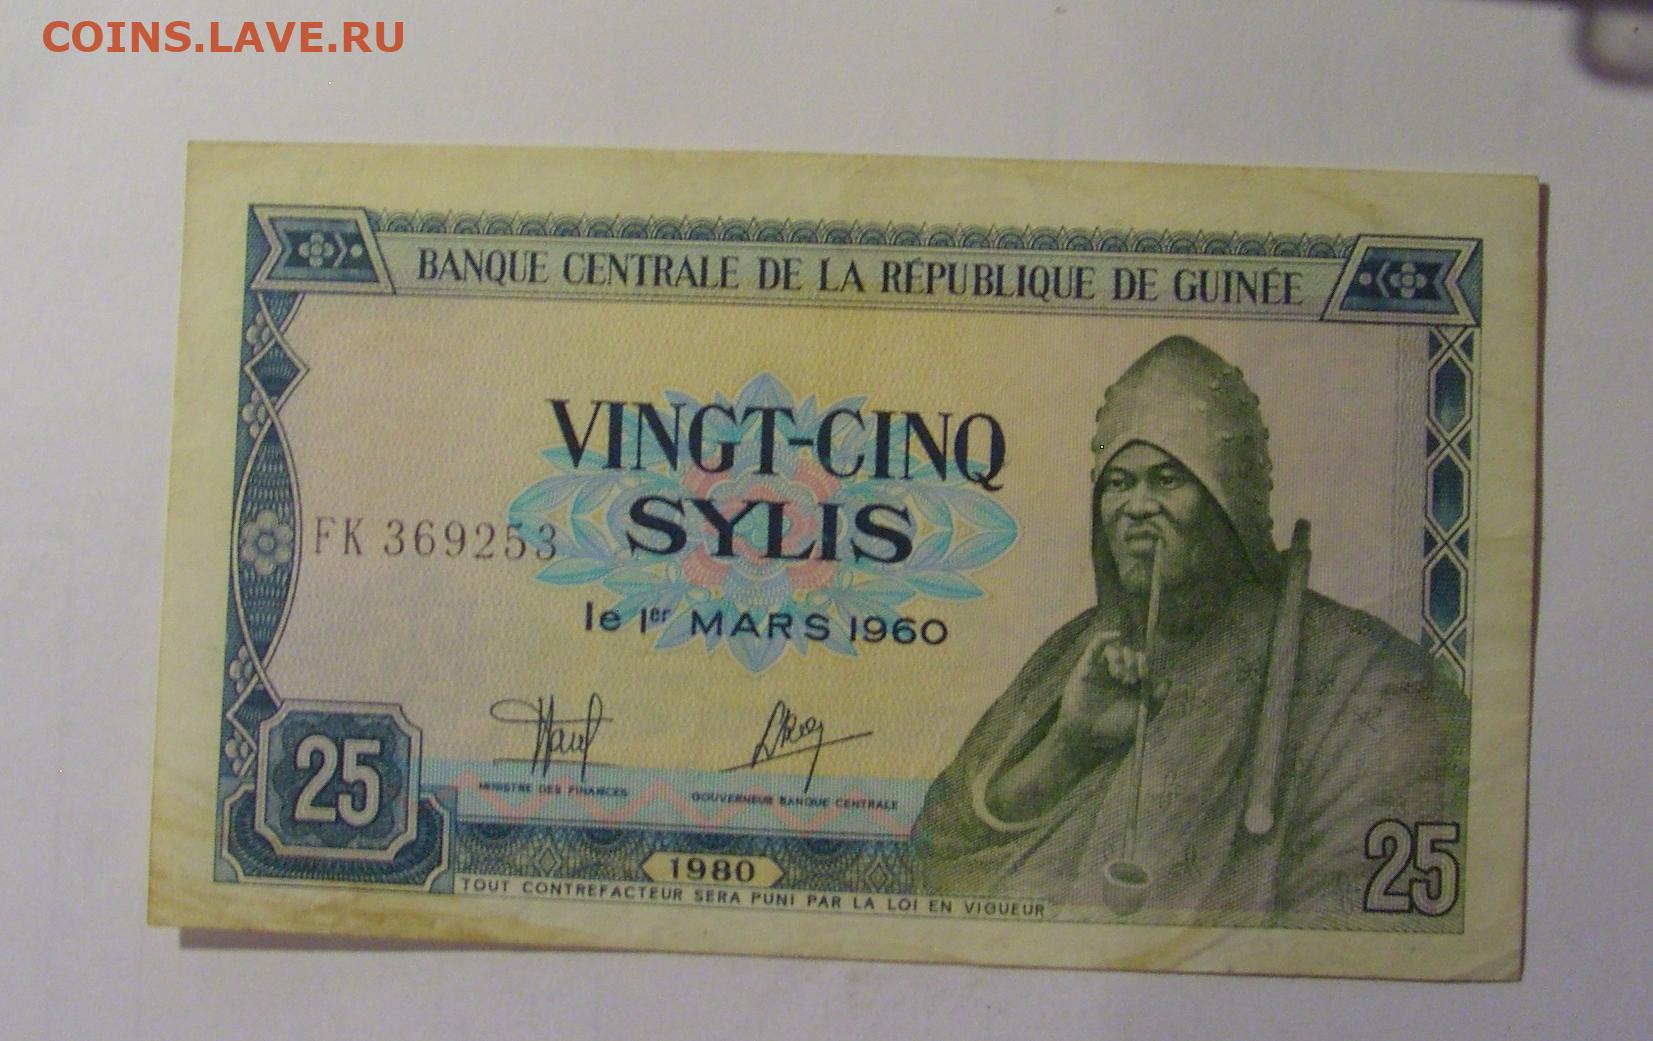 COINS.LAVE.RU
BANQUE CENTRALE DE LA RÉPUBLIQUE DE GUINÉE
VINGT-CINQ
SYLIS
FK 369253
le 1er MARS 1960
MINISTRE DES FINANCES
GOUVERNEUR BANQUE CENTRALE
25
1980
25
TOUT CONTREFACTEUR SERA PUNI PAR LA LOI EN VIGUEUR